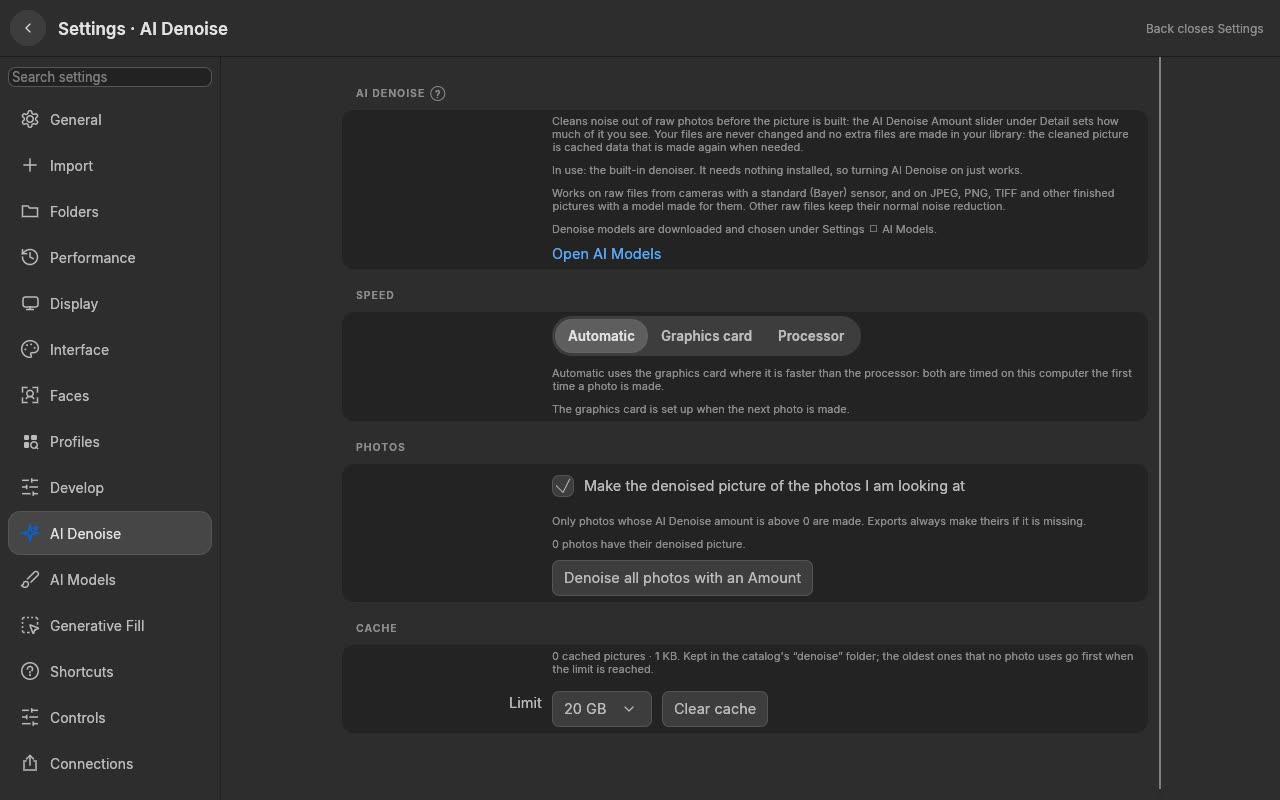 Settings · AI Denoise
Back closes Settings
Search settings
General
Import
Folders
Performance
Display
Interface
Faces
Profiles
Develop
AI Denoise
AI Models
Generative Fill
Shortcuts
Controls
Connections
AI DENOISE ?
Cleans noise out of raw photos before the picture is built: the AI Denoise Amount slider under Detail sets how
much of it you see. Your files are never changed and no extra files are made in your library: the cleaned picture
is cached data that is made again when needed.
In use: the built-in denoiser. It needs nothing installed, so turning AI Denoise on just works.
Works on raw files from cameras with a standard (Bayer) sensor, and on JPEG, PNG, TIFF and other finished
pictures with a model made for them. Other raw files keep their normal noise reduction.
Denoise models are downloaded and chosen under Settings □ AI Models.
Open AI Models
SPEED
Automatic Graphics card Processor
Automatic uses the graphics card where it is faster than the processor: both are timed on this computer the first
time a photo is made.
The graphics card is set up when the next photo is made.
PHOTOS
Make the denoised picture of the photos I am looking at
Only photos whose AI Denoise amount is above 0 are made. Exports always make theirs if it is missing.
0 photos have their denoised picture.
Denoise all photos with an Amount
CACHE
0 cached pictures · 1 KB. Kept in the catalog's “denoise” folder; the oldest ones that no photo uses go first when
the limit is reached.
Limit 20 GB Clear cache